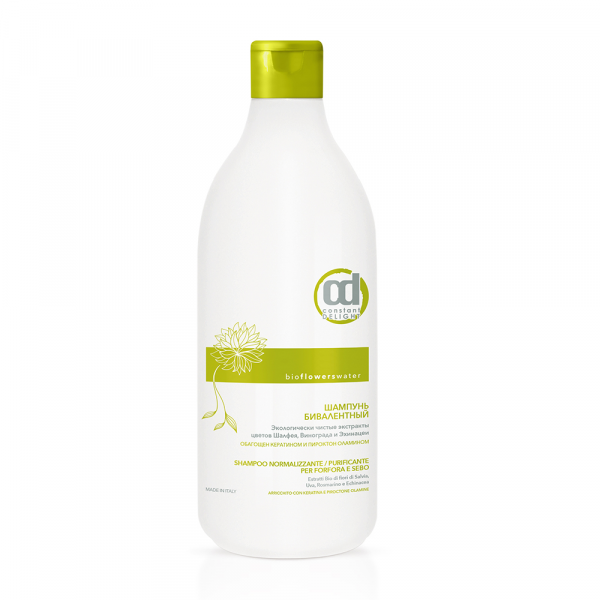 cd
constant
DELIGHT
bioflowerswater
ШАМПУНЬ
БИВАЛЕНТНЫЙ
Экологически чистые экстракты
цветов Шалфея, Винограда и Эхинацеи
ОБОГАЩЕН КЕРАТИНОМ И ПИРОКТОН ОЛАМИНОМ
SHAMPOO NORMALIZZANTE / PURIFICANTE
PER FORFORA E SEBO
Estratti Bio di fiori di Salvia,
Uva, Rosmarino e Echinacea
ARRICCHITO CON KERATINA E PIROCTONE OLAMINE
MADE IN ITALY